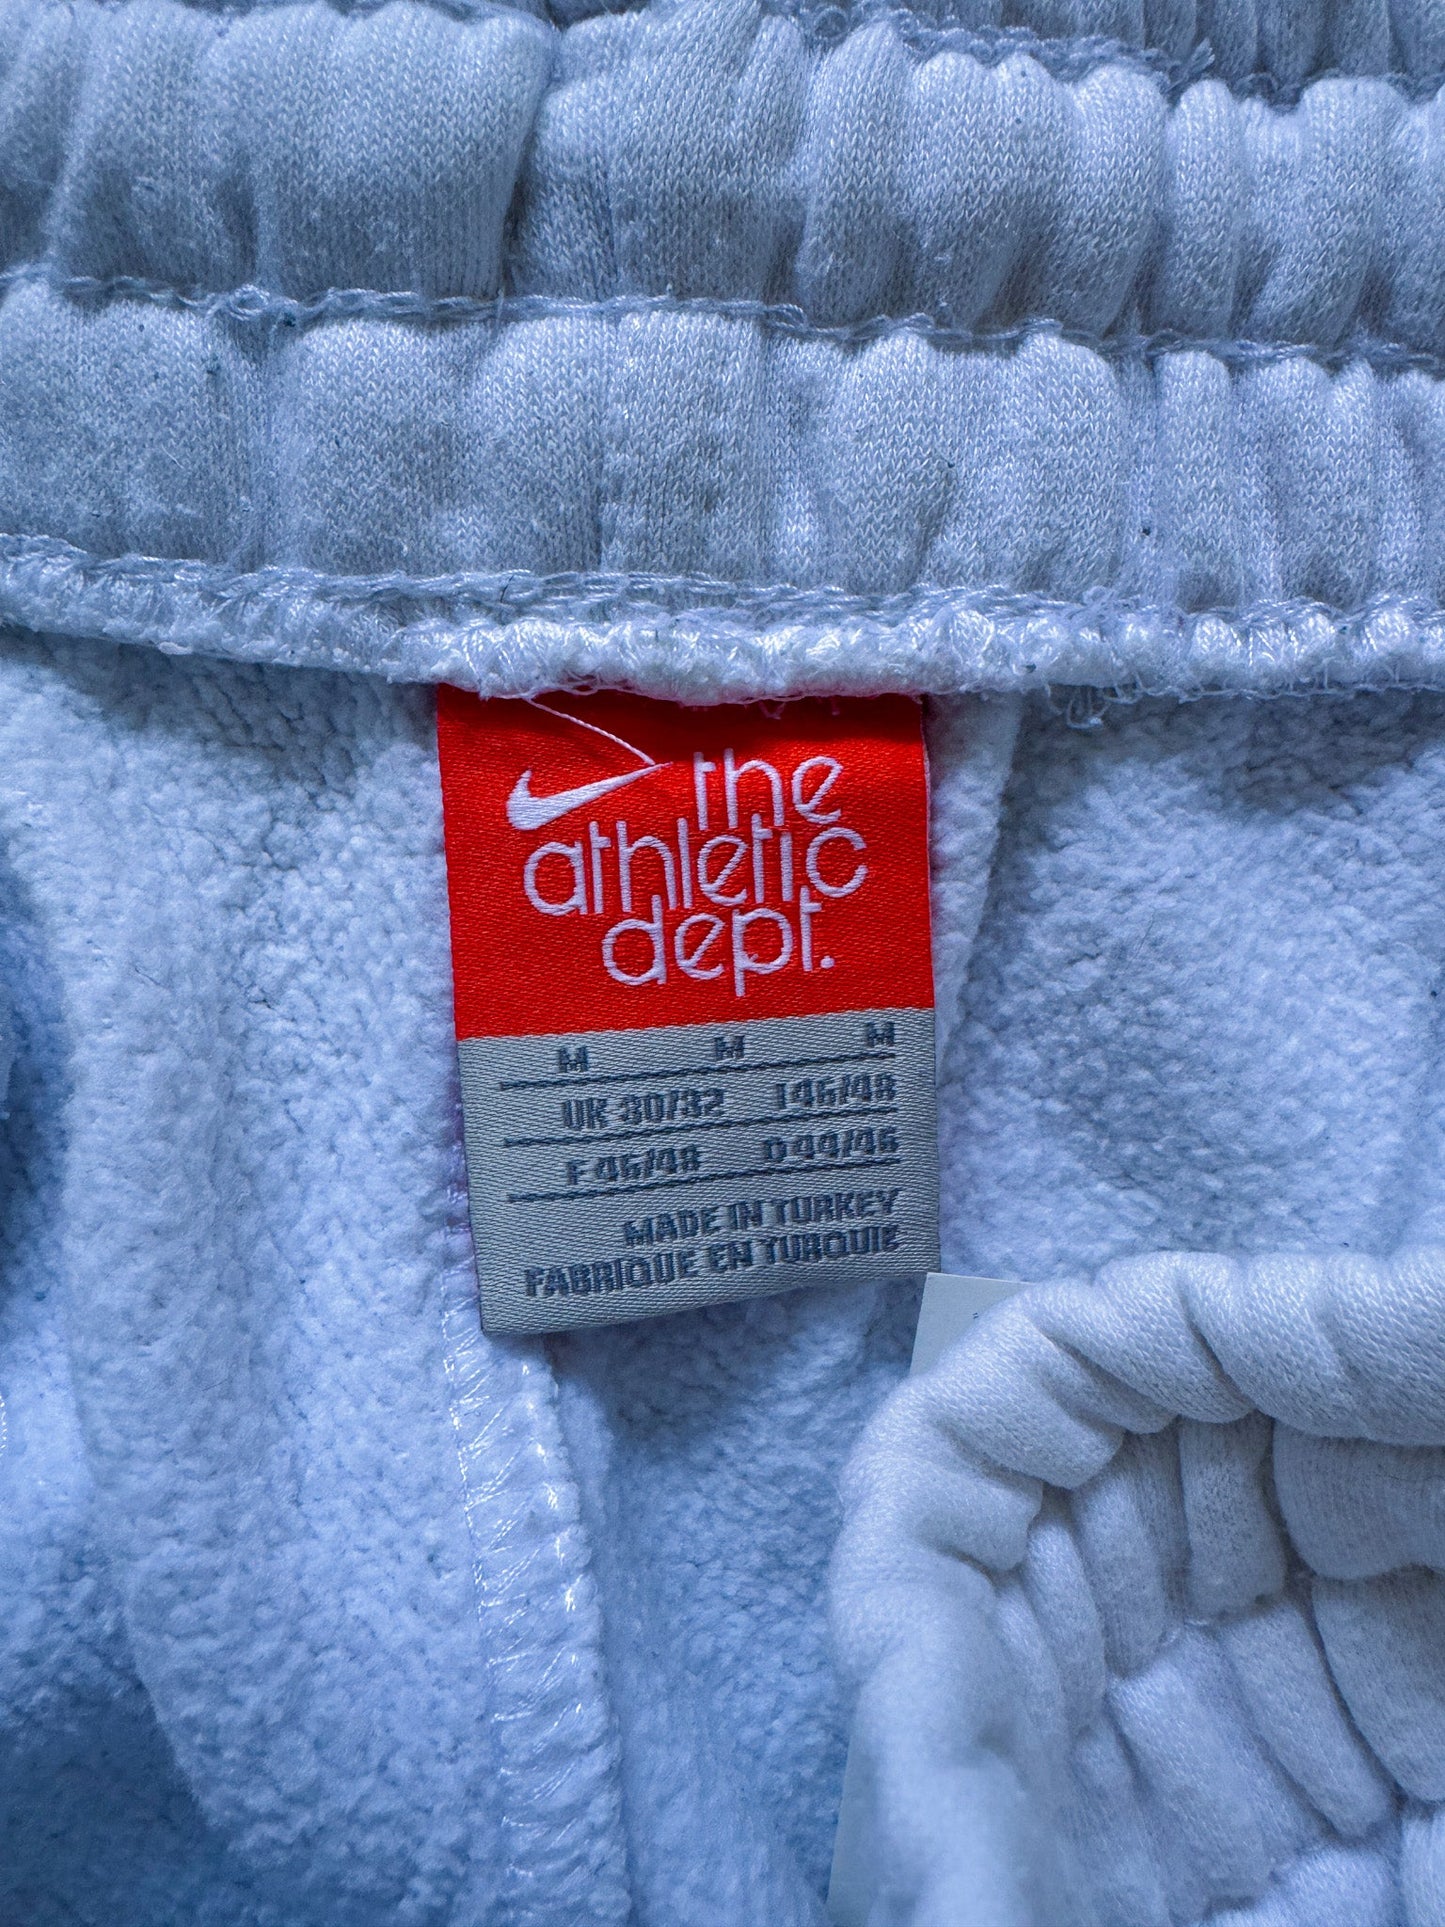 the
athletic
dept.
M M M
UK 30/32 I 46/48
F 46/48 D 44/46
MADE IN TURKEY
FABRIQUE EN TURQUIE